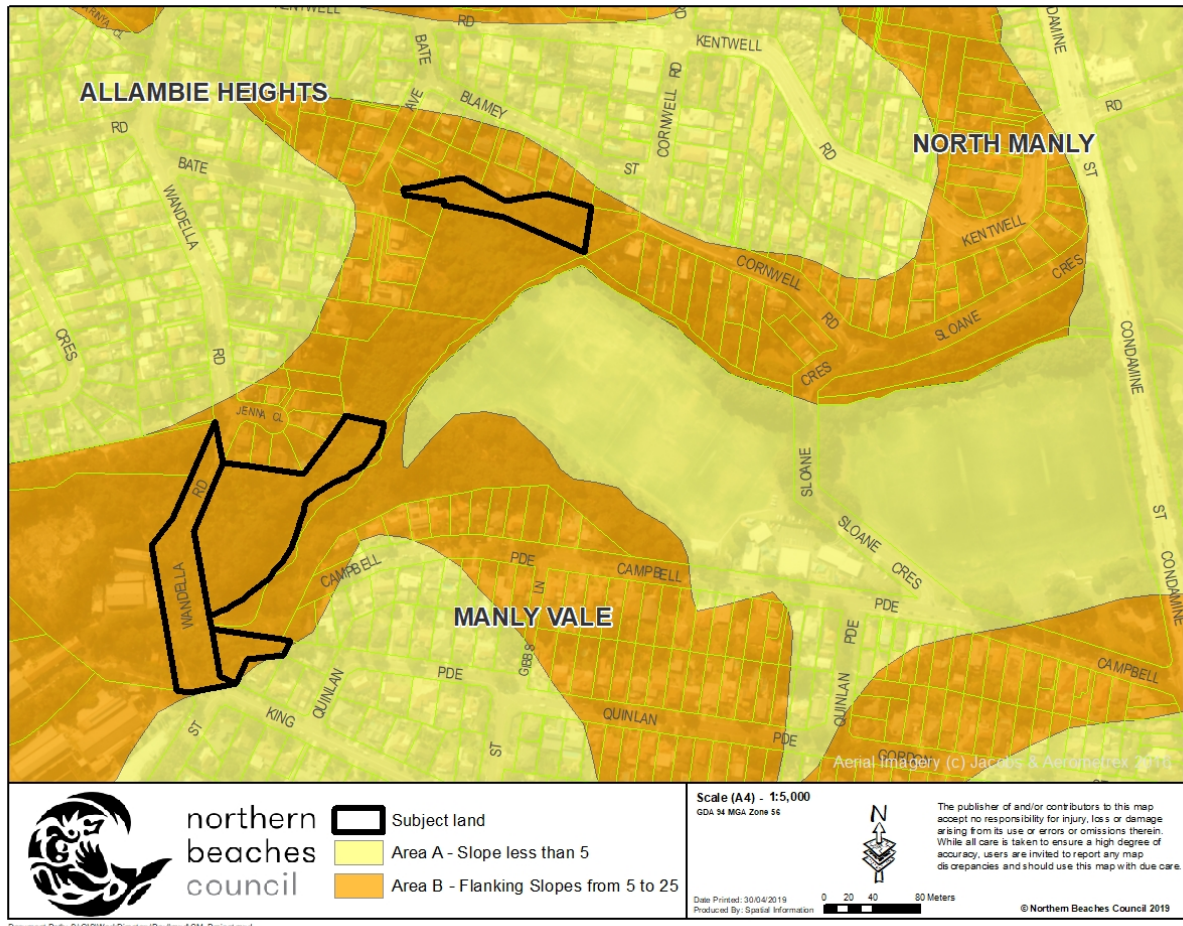 KENTWELL
RD
RD
BATE
AVE
BLAMEY
ST
CORNWELL RD
KENTWELL
RD
RD
ST
ALLAMBIE HEIGHTS
NORTH MANLY
RD
BATE
WANDELLA
RD
CRES
KENTWELL
CRES
SLOANE
CORNWELL
RD
CRES
CONDAMINE
ST
CONDAMINE
JENNA CL
RD
WANDELLA
SLOANE
SLOANE
CRES
CAMPBELL
PDE
CAMPBELL
PDE
PDE
LN
GIBBS
MANLY VALE
QUINLAN
PDE
KING
ST
ST
QUINLAN
PDE
QUINLAN
CAMPBELL
GORDON
ST
Aerial Imagery (c) Jacobs & Aerometrex
northern
beaches
council
Subject land
Area A - Slope less than 5
Area B - Flanking Slopes from 5 to 25
Scale (A4) - 1:5,000
GDA 94 MGA Zone 56
N
Date Printed: 30/04/2019
Produced By: Spatial Information
0 20 40 80 Meters
The publisher of and/or contributors to this map
accept no responsibility for injury, loss or damage
arising from its use or errors or omissions therein.
While all care is taken to ensure a high degree of
accuracy, users are invited to report any map
discrepancies and should use this map with due care.
© Northern Beaches Council 2019